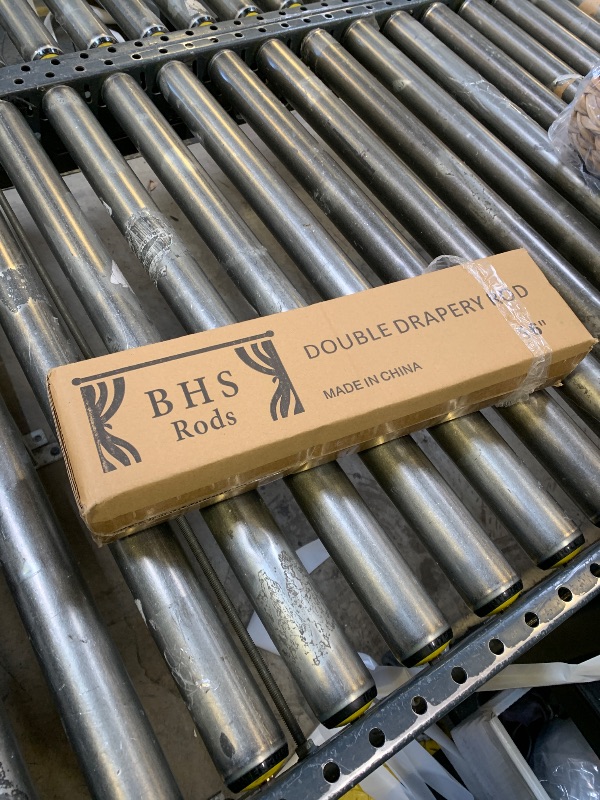 BHS
Rods
DOUBLE DRAPERY ROD
MADE IN CHINA